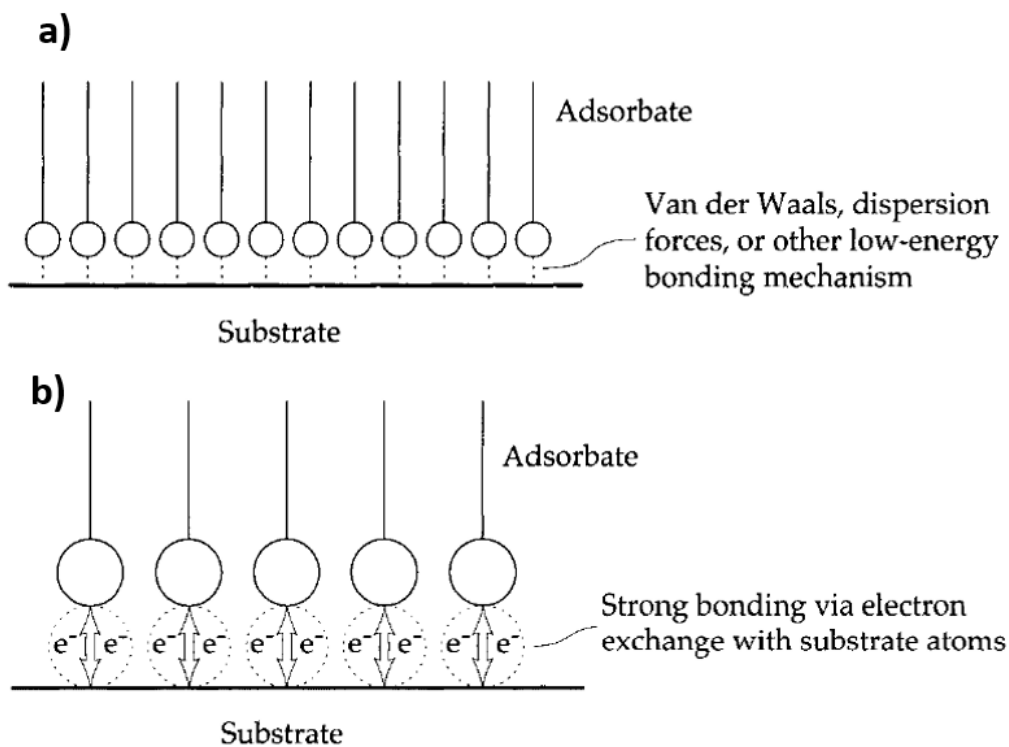 a)
Adsorbate
Van der Waals, dispersion
forces, or other low-energy
bonding mechanism
Substrate
b)
Adsorbate
Strong bonding via electron
exchange with substrate atoms
e⁻ e⁻ e⁻ e⁻ e⁻ e⁻ e⁻ e⁻ e⁻ e⁻
Substrate